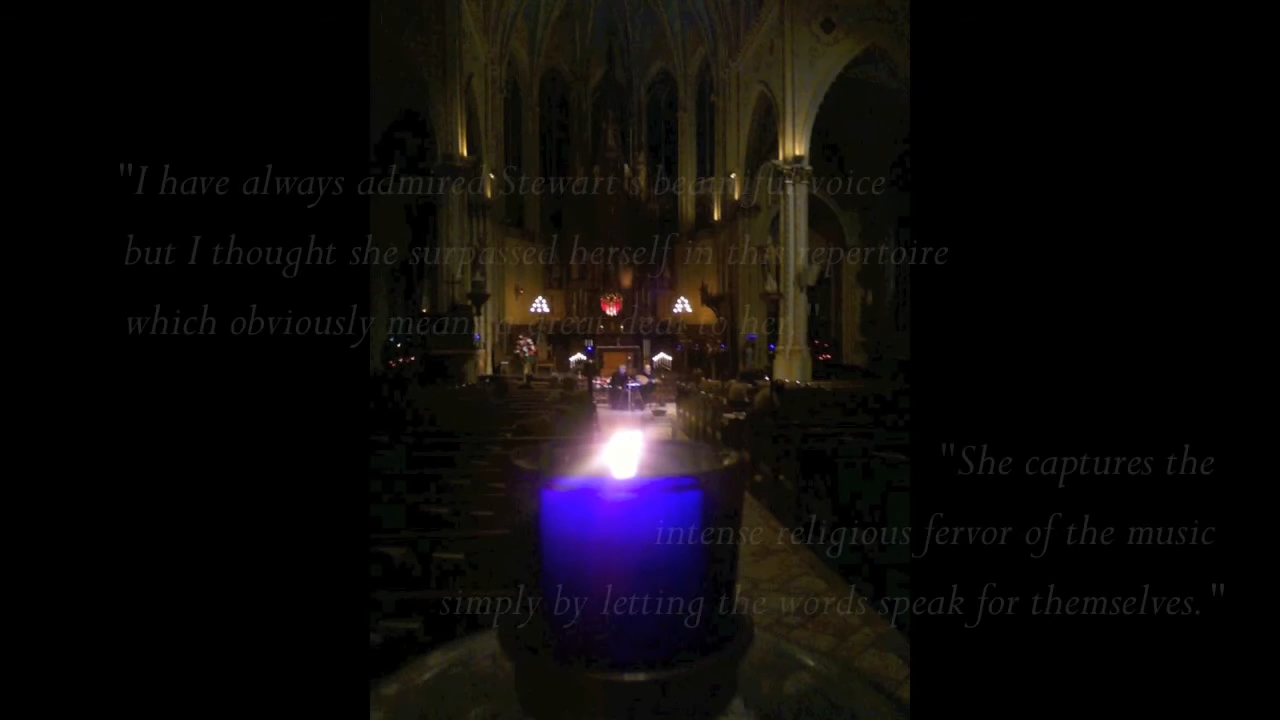 "I have always admired Stewart's beautiful voice
but I thought she surpassed herself in this repertoire
which obviously meant a great deal to her.
"She captures the
intense religious fervor of the music
simply by letting the words speak for themselves."